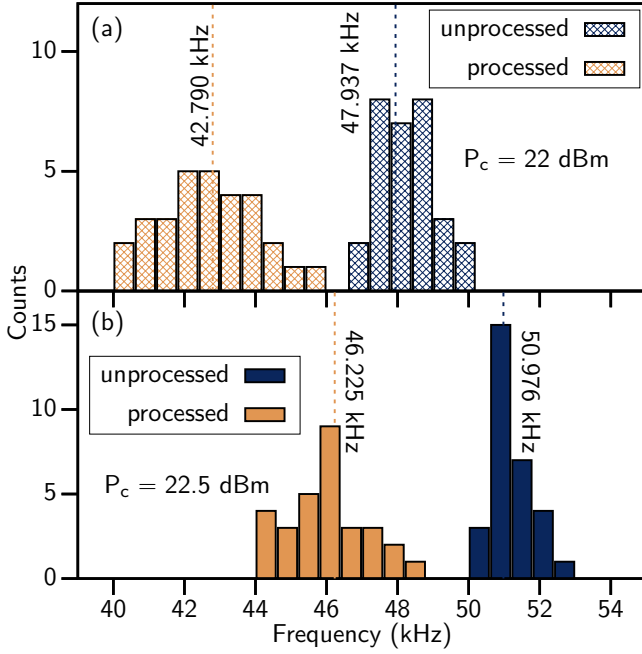 (a)
unprocessed
processed
42.790 kHz
47.937 kHz
P_c = 22 dBm
10
5
0
Counts
(b)
unprocessed
processed
46.225 kHz
50.976 kHz
P_c = 22.5 dBm
15
10
5
0
40 42 44 46 48 50 52 54
Frequency (kHz)